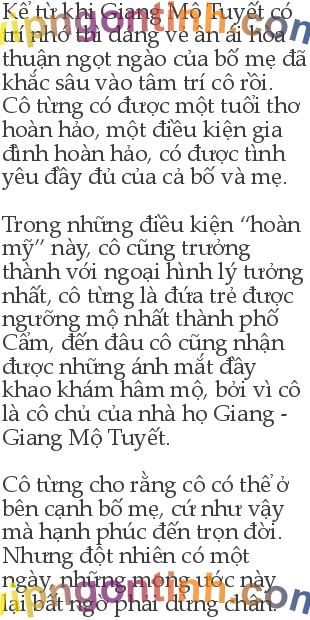 Kể từ khi Giang Mộ Tuyết có
trí nhớ thì dáng vẻ ân ái hòa
thuận ngọt ngào của bố mẹ đã
khắc sâu vào tâm trí cô rồi.
Cô từng có được một tuổi thơ
hoàn hảo, một điều kiện gia
đình hoàn hảo, có được tình
yêu đầy đủ của cả bố và mẹ.

Trong những điều kiện “hoàn
mỹ” này, cô cũng trưởng
thành với ngoại hình lý tưởng
nhất, cô từng là đứa trẻ được
ngưỡng mộ nhất thành phố
Cẩm, đến đâu cô cũng nhận
được những ánh mắt đầy
khao khám hâm mộ, bởi vì cô
là cô chủ của nhà họ Giang -
Giang Mộ Tuyết.

Cô từng cho rằng cô có thể ở
bên cạnh bố mẹ, cứ như vậy
mà hạnh phúc đến trọn đời.
Nhưng đột nhiên có một
ngày, những mong ước này
lại bất ngờ phải dừng chân.
vipngontinh.com
vipngontinh.com